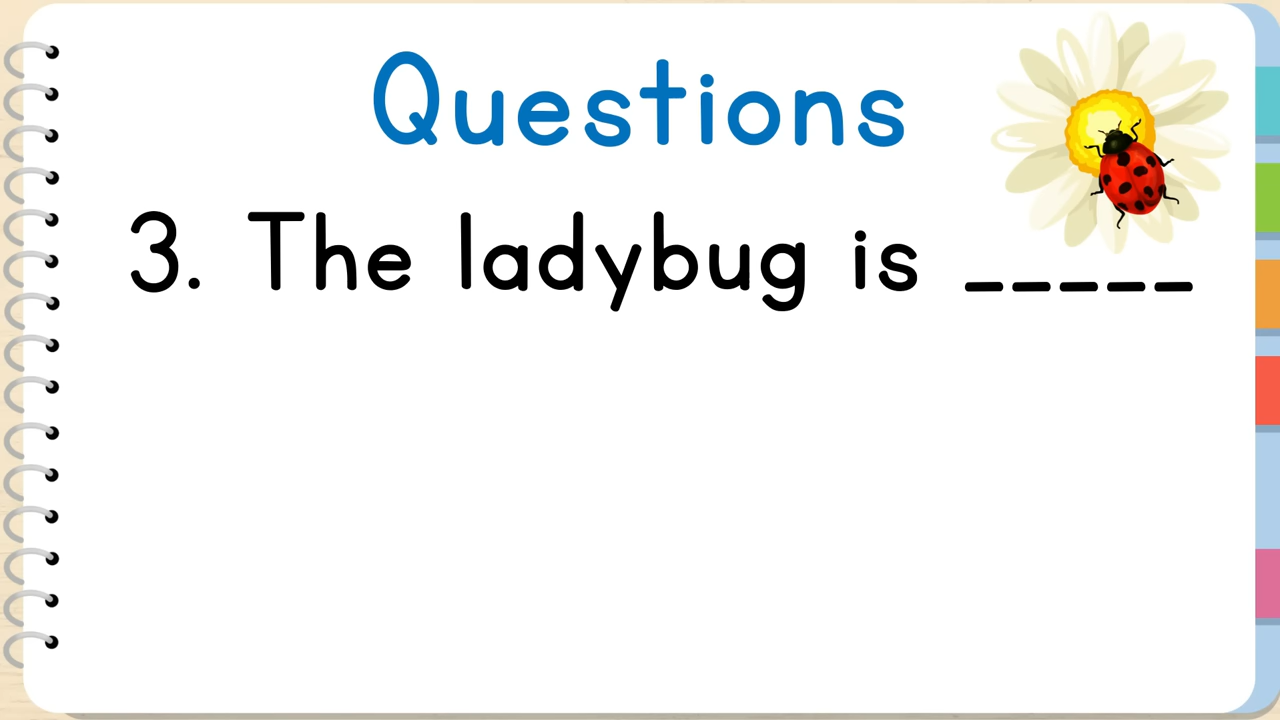 Questions
3. The ladybug is _____